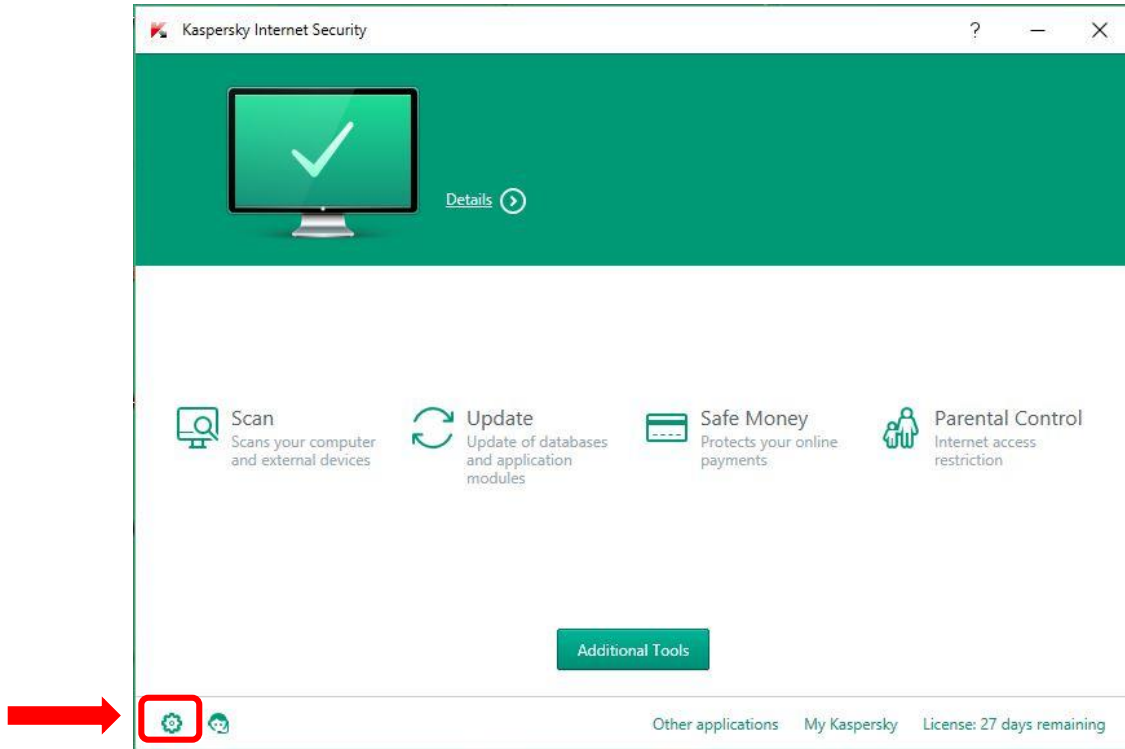 Kaspersky Internet Security
?
Details
Scan
Scans your computer
and external devices
Update
Update of databases
and application
modules
Safe Money
Protects your online
payments
Parental Control
Internet access
restriction
Additional Tools
Other applications
My Kaspersky
License: 27 days remaining